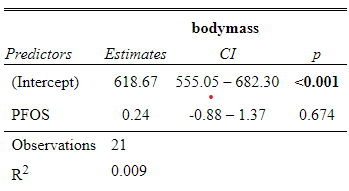 bodymass
Predictors Estimates CI p
(Intercept) 618.67 555.05 – 682.30 <0.001
PFOS 0.24 -0.88 – 1.37 0.674
Observations 21
R2 0.009